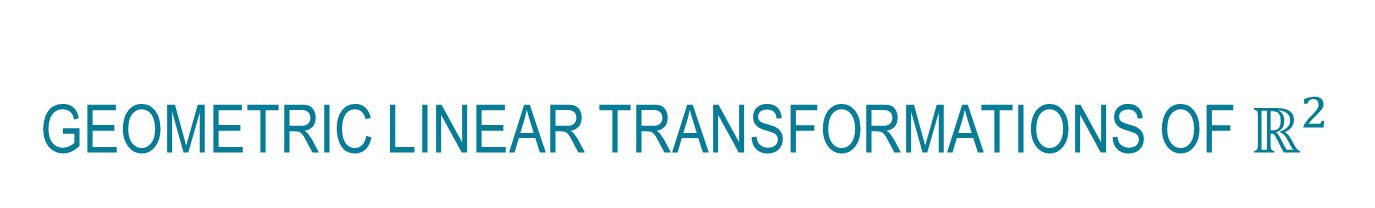 GEOMETRIC LINEAR TRANSFORMATIONS OF ℝ²